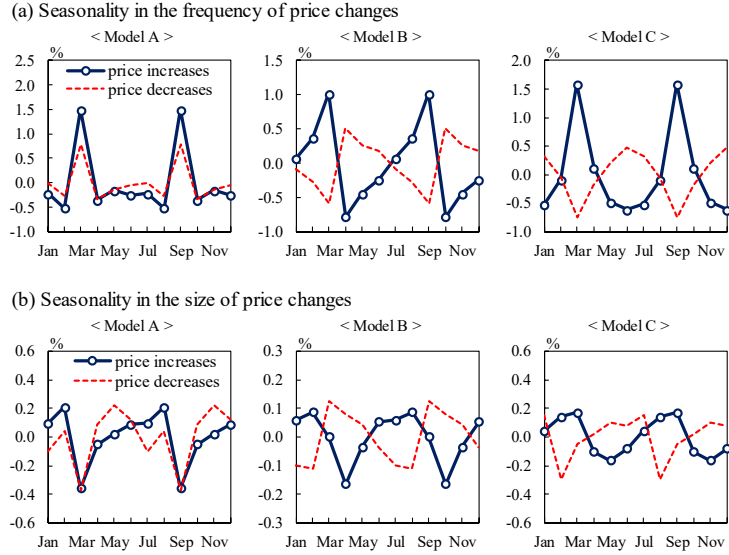 (a) Seasonality in the frequency of price changes
< Model A > < Model B > < Model C >
% % %
2.5 1.5 2.0
2.0 1.0 1.5
1.5 0.5 1.0
1.0 0.0 0.5
0.5 -0.5 0.0
0.0 -1.0 -0.5
-0.5 -1.0
-1.0
price increases
price decreases
Jan Mar May Jul Sep Nov Jan Mar May Jul Sep Nov Jan Mar May Jul Sep Nov
(b) Seasonality in the size of price changes
< Model A > < Model B > < Model C >
% % %
0.6 0.3 0.6
0.4 0.2 0.4
0.2 0.1 0.2
0.0 0.0 0.0
-0.2 -0.1 -0.2
-0.4 -0.2 -0.4
-0.6 -0.3 -0.6
price increases
price decreases
Jan Mar May Jul Sep Nov Jan Mar May Jul Sep Nov Jan Mar May Jul Sep Nov